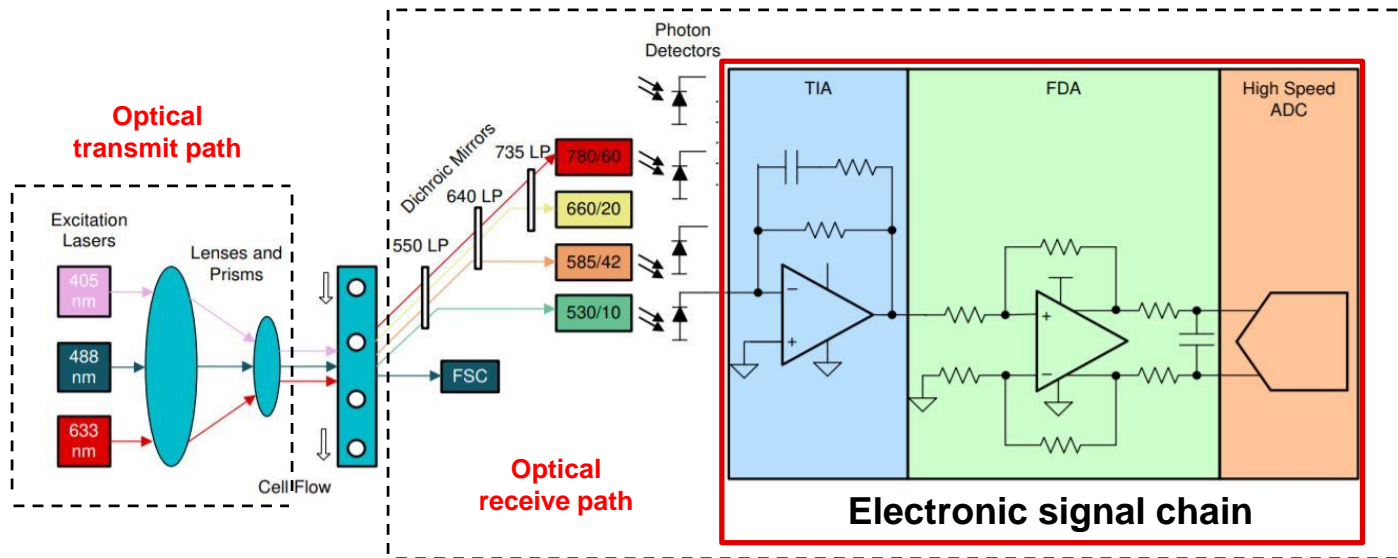 Optical
transmit path
Excitation
Lasers
405
nm
488
nm
633
nm
Lenses and
Prisms
Cell Flow
550 LP
Dichroic Mirrors
640 LP
735 LP
780/60
660/20
585/42
530/10
FSC
Optical
receive path
Photon
Detectors
TIA
FDA
High Speed
ADC
−
+
+
−
Electronic signal chain